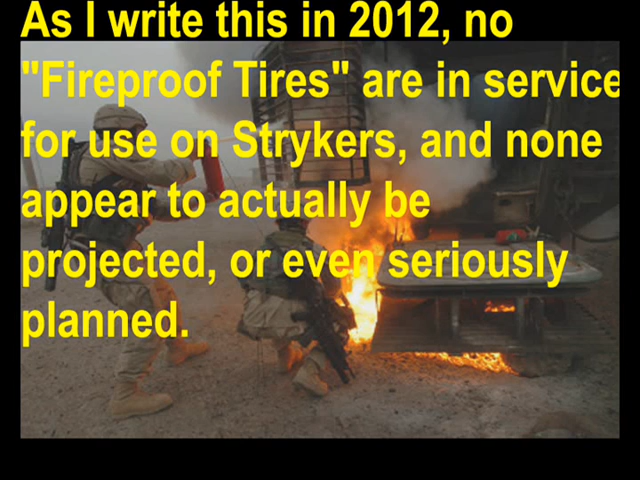 As I write this in 2012, no
"Fireproof Tires" are in service
for use on Strykers, and none
appear to actually be
projected, or even seriously
planned.